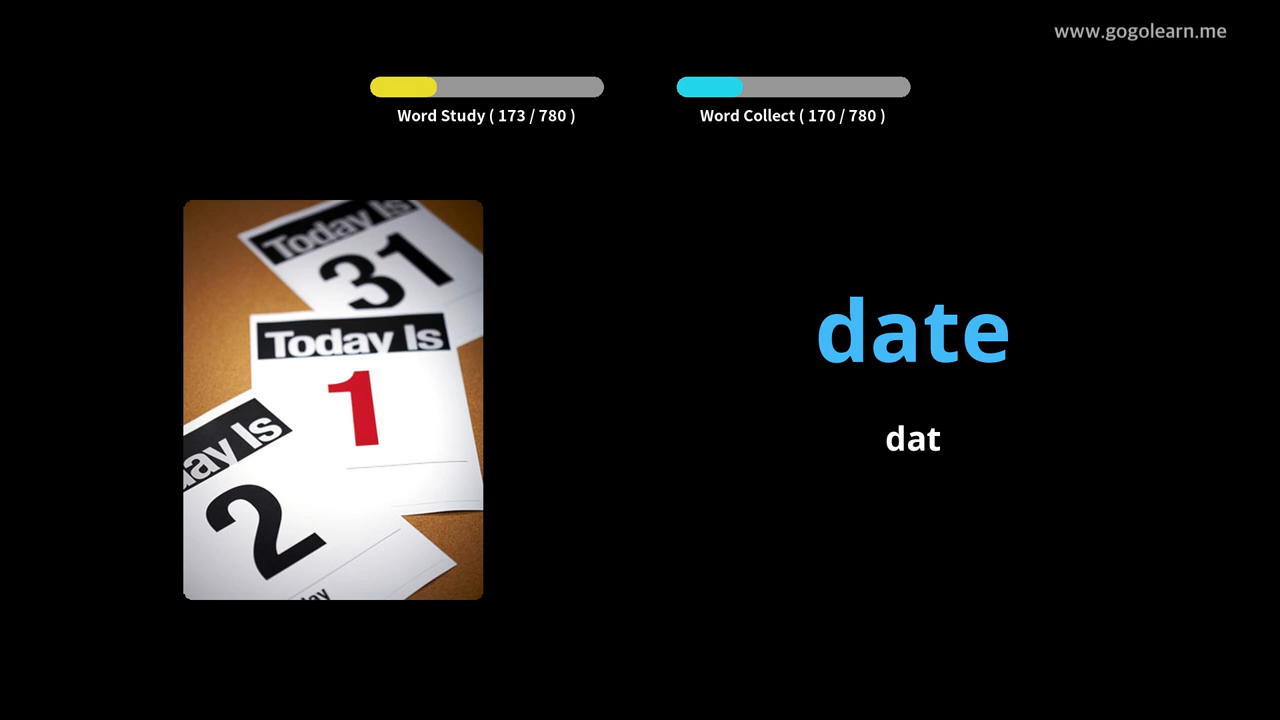 www.gogolearn.me
Word Study ( 173 / 780 )
Word Collect ( 170 / 780 )
Today Is
31
Today Is
1
day Is
2
date
dat